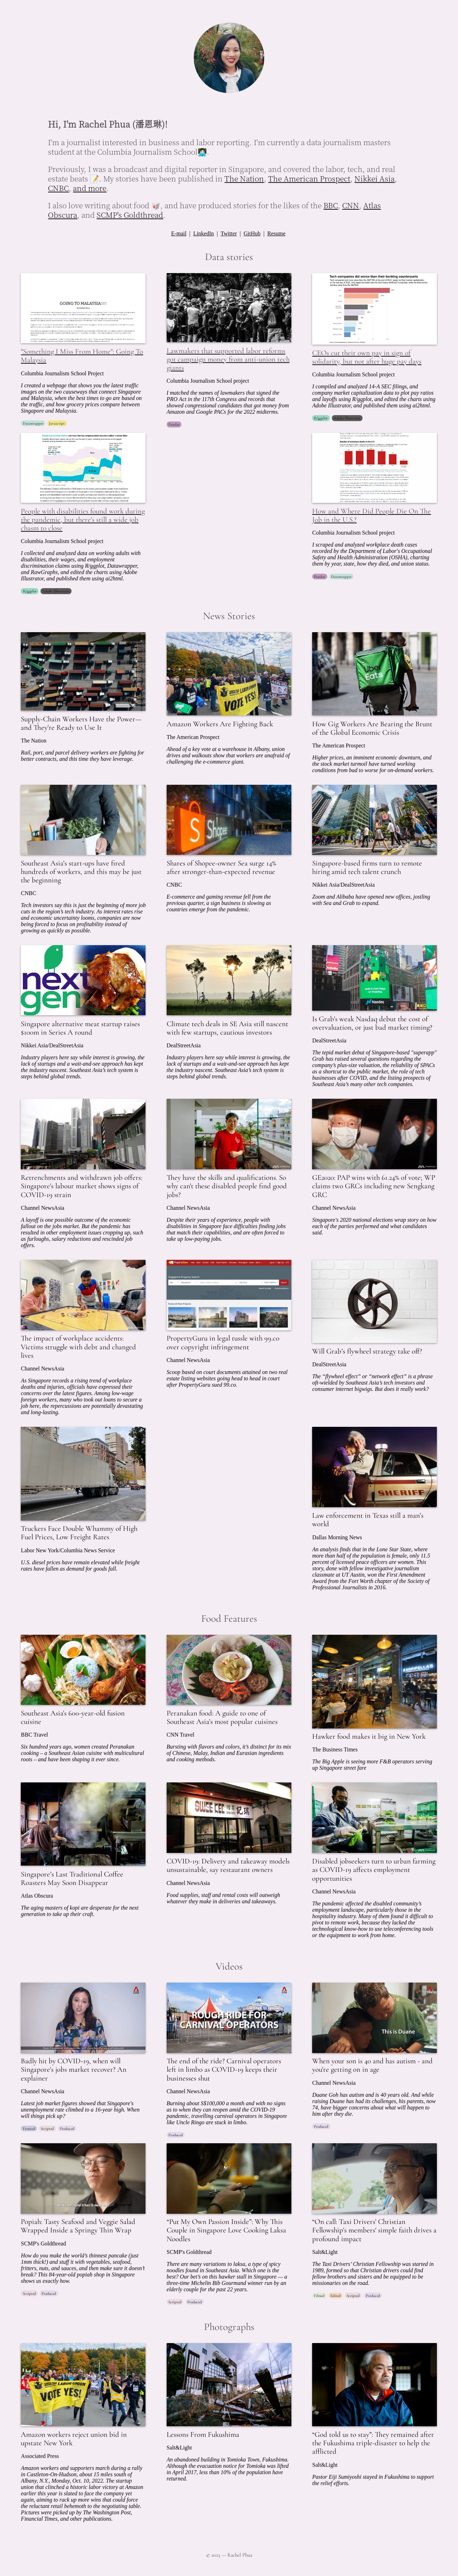 Hi, I'm Rachel Phua (潘恩琳)!
I'm a journalist interested in business and labor reporting. I'm currently a data journalism masters
student at the Columbia Journalism School
Previously, I was a broadcast and digital reporter in Singapore, and covered the labor, tech, and real
estate beats 📝. My stories have been published in The Nation, The American Prospect, Nikkei Asia,
CNBC, and more.
I also love writing about food 🥡, and have produced stories for the likes of the BBC, CNN, Atlas
Obscura, and SCMP's Goldthread.
E-mail | LinkedIn | Twitter | GitHub | Resume
Data stories
GOING TO MALAYSIA
"Something I Miss From Home": Going To
Malaysia
Columbia Journalism School Project
I created a webpage that shows you the latest traffic
images on the two causeways that connect Singapore
and Malaysia, when the best times to go are based on
the traffic, and how grocery prices compare between
Singapore and Malaysia.
Datawrapper Javascript
Lawmakers that supported labor reforms
got campaign money from anti-union tech
giants
Columbia Journalism School project
I matched the names of lawmakers that signed the
PRO Act in the 117th Congress and records that
showed congressional candidates that got money from
Amazon and Google PACs for the 2022 midterms.
Pandas
Tech companies did worse than their banking counterparts
CEOs cut their own pay in sign of
solidarity, but not after huge pay days
Columbia Journalism School project
I compiled and analyzed 14-A SEC filings, and
company market capitalization data to plot pay ratios
and layoffs using R/ggplot, and edited the charts using
Adobe Illustrator, and published them using ai2html.
R/ggplot Adobe Illustrator
People with disabilities found work during
the pandemic, but there's still a wide job
chasm to close
Columbia Journalism School project
I collected and analyzed data on working adults with
disabilities, their wages, and employment
discrimination claims using R/ggplot, Datawrapper,
and RawGraphs, and edited the charts using Adobe
Illustrator, and published them using ai2html.
R/ggplot Adobe Illustrator
How and Where Did People Die On The
Job in the U.S.?
Columbia Journalism School project
I scraped and analyzed workplace death cases
recorded by the Department of Labor's Occupational
Safety and Health Administration (OSHA), charting
them by year, state, how they died, and union status.
Pandas Datawrapper
News Stories
Supply-Chain Workers Have the Power—
and They're Ready to Use It
The Nation
Rail, port, and parcel delivery workers are fighting for
better contracts, and this time they have leverage.
VOTE YES!
Amazon Workers Are Fighting Back
The American Prospect
Ahead of a key vote at a warehouse in Albany, union
drives and walkouts show that workers are unafraid of
challenging the e-commerce giant.
Uber
Eats
How Gig Workers Are Bearing the Brunt
of the Global Economic Crisis
The American Prospect
Higher prices, an imminent economic downturn, and
the stock market turmoil have turned working
conditions from bad to worse for on-demand workers.
Southeast Asia's start-ups have fired
hundreds of workers, and this may be just
the beginning
CNBC
Tech investors say this is just the beginning of more job
cuts in the region's tech industry. As interest rates rise
and economic uncertainty looms, companies are now
being forced to focus on profitability instead of
growing as quickly as possible.
Shares of Shopee-owner Sea surge 14%
after stronger-than-expected revenue
CNBC
E-commerce and gaming revenue fell from the
previous quarter, a sign business is slowing as
countries emerge from the pandemic.
Singapore-based firms turn to remote
hiring amid tech talent crunch
Nikkei Asia/DealStreetAsia
Zoom and Alibaba have opened new offices, jostling
with Sea and Grab to expand.
next
gen
Singapore alternative meat startup raises
$100m in Series A round
Nikkei Asia/DealStreetAsia
Industry players here say while interest is growing, the
lack of startups and a wait-and-see approach has kept
the industry nascent. Southeast Asia's tech system is
steps behind global trends.
Climate tech deals in SE Asia still nascent
with few startups, cautious investors
DealStreetAsia
Industry players here say while interest is growing, the
lack of startups and a wait-and-see approach has kept
the industry nascent. Southeast Asia's tech system is
steps behind global trends.
Is Grab's weak Nasdaq debut the cost of
overvaluation, or just bad market timing?
DealStreetAsia
The tepid market debut of Singapore-based "superapp"
Grab has raised several questions regarding the
company's plus-size valuation, the reliability of SPACs
as a shortcut to the public market, the role of tech
businesses after COVID, and the listing prospects of
Southeast Asia's many other tech companies.
Retrenchments and withdrawn job offers:
Singapore's labour market shows signs of
COVID-19 strain
Channel NewsAsia
A layoff is one possible outcome of the economic
fallout on the jobs market. But the pandemic has
resulted in other employment issues cropping up, such
as furloughs, salary reductions and rescinded job
offers.
They have the skills and qualifications. So
why can't these disabled people find good
jobs?
Channel NewsAsia
Despite their years of experience, people with
disabilities in Singapore face difficulties finding jobs
that match their capabilities, and are often forced to
take up low-paying jobs.
GE2020: PAP wins with 61.24% of vote; WP
claims two GRCs including new Sengkang
GRC
Channel NewsAsia
Singapore's 2020 national elections wrap story on how
each of the parties performed and what candidates
said.
The impact of workplace accidents:
Victims struggle with debt and changed
lives
Channel NewsAsia
As Singapore records a rising trend of workplace
deaths and injuries, officials have expressed their
concerns over the latest figures. Among low-wage
foreign workers, many who took out loans to secure a
job here, the repercussions are potentially devastating
and long-lasting.
PropertyGuru in legal tussle with 99.co
over copyright infringement
Channel NewsAsia
Scoop based on court documents attained on two real
estate listing websites going head to head in court
after PropertyGuru sued 99.co.
Will Grab's flywheel strategy take off?
DealStreetAsia
The "flywheel effect" or "network effect" is a phrase
oft-wielded by Southeast Asia's tech investors and
consumer internet bigwigs. But does it really work?
Truckers Face Double Whammy of High
Fuel Prices, Low Freight Rates
Labor New York/Columbia News Service
U.S. diesel prices have remain elevated while freight
rates have fallen as demand for goods fall.
SHERIFF
Law enforcement in Texas still a man's
world
Dallas Morning News
An analysis finds that in the Lone Star State, where
more than half of the population is female, only 11.5
percent of licensed peace officers are women. This
story, done with fellow investigative journalism
classmate at UT Austin, won the First Amendment
Award from the Fort Worth chapter of the Society of
Professional Journalists in 2016.
Food Features
Southeast Asia's 600-year-old fusion
cuisine
BBC Travel
Six hundred years ago, women created Peranakan
cooking – a Southeast Asian cuisine with multicultural
roots – and have been shaping it ever since.
Peranakan food: A guide to one of
Southeast Asia's most popular cuisines
CNN Travel
Bursting with flavors and colors, it's distinct for its mix
of Chinese, Malay, Indian and Eurasian ingredients
and cooking methods.
Hawker food makes it big in New York
The Business Times
The Big Apple is seeing more F&B operators serving
up Singapore street fare
Singapore's Last Traditional Coffee
Roasters May Soon Disappear
Atlas Obscura
The aging masters of kopi are desperate for the next
generation to take up their craft.
COVID-19: Delivery and takeaway models
unsustainable, say restaurant owners
Channel NewsAsia
Food supplies, staff and rental costs will outweigh
whatever they make in deliveries and takeaways.
Disabled jobseekers turn to urban farming
as COVID-19 affects employment
opportunities
Channel NewsAsia
The pandemic affected the disabled community's
employment landscape, particularly those in the
hospitality industry. Many of them found it difficult to
pivot to remote work, because they lacked the
technological know-how to use teleconferencing tools
or the equipment to work from home.
Videos
Badly hit by COVID-19, when will
Singapore's jobs market recover? An
explainer
Channel NewsAsia
Latest job market figures showed that Singapore's
unemployment rate climbed to a 16-year high. When
will things pick up?
Scripted Produced
ROUGH RIDE FOR
CARNIVAL OPERATORS
The end of the ride? Carnival operators
left in limbo as COVID-19 keeps their
businesses shut
Channel NewsAsia
Burning about S$100,000 a month and with no signs
as to when they can reopen amid the COVID-19
pandemic, travelling carnival operators in Singapore
like Uncle Ringo are stuck in limbo.
Produced
This is Duane
When your son is 40 and has autism - and
you're getting on in age
Channel NewsAsia
Duane Goh has autism and is 40 years old. And while
raising Duane has had its challenges, his parents, now
74, have bigger concerns about what will happen to
him after they die.
Produced
Popiah: Tasty Seafood and Veggie Salad
Wrapped Inside a Springy Thin Wrap
SCMP's Goldthread
How do you make the world's thinnest pancake (just
1mm thick!) and stuff it with vegetables, seafood,
fritters, nuts, and sauces, and then make sure it doesn't
break? This 84-year-old popiah shop in Singapore
shows us exactly how.
Scripted Produced
"Put My Own Passion Inside": Why This
Couple in Singapore Love Cooking Laksa
Noodles
SCMP's Goldthread
There are many variations to laksa, a type of spicy
noodles found in Southeast Asia. Which one is the
best? Our bet's on this hawker stall in Singapore — a
three-time Michelin Bib Gourmand winner run by an
elderly couple for the past 22 years.
Scripted Produced
"On call: Taxi Drivers' Christian
Fellowship's members' simple faith drives a
profound impact
Salt&Light
The Taxi Drivers' Christian Fellowship was started in
1989, formed so that Christian drivers could find
fellow brothers and sisters and be equipped to be
missionaries on the road.
Filmed Edited Scripted Produced
Photographs
VOTE YES!
Amazon workers reject union bid in
upstate New York
Associated Press
Amazon workers and supporters march during a rally
in Castleton-On-Hudson, about 15 miles south of
Albany, N.Y., Monday, Oct. 10, 2022. The startup
union that clinched a historic labor victory at Amazon
earlier this year is slated to face the company yet
again, aiming to rack up more wins that could force
the reluctant retail behemoth to the negotiating table.
Pictures were picked up by The Washington Post,
Financial Times, and other publications.
Lessons From Fukushima
Salt&Light
An abandoned building in Tomioka Town, Fukushima.
Although the evacuation notice for Tomioka was lifted
in April 2017, less than 10% of the population have
returned.
"God told us to stay": They remained after
the Fukushima triple-disaster to help the
afflicted
Salt&Light
Pastor Eiji Sumiyoshi stayed in Fukushima to support
the relief efforts.
© 2023 — Rachel Phua